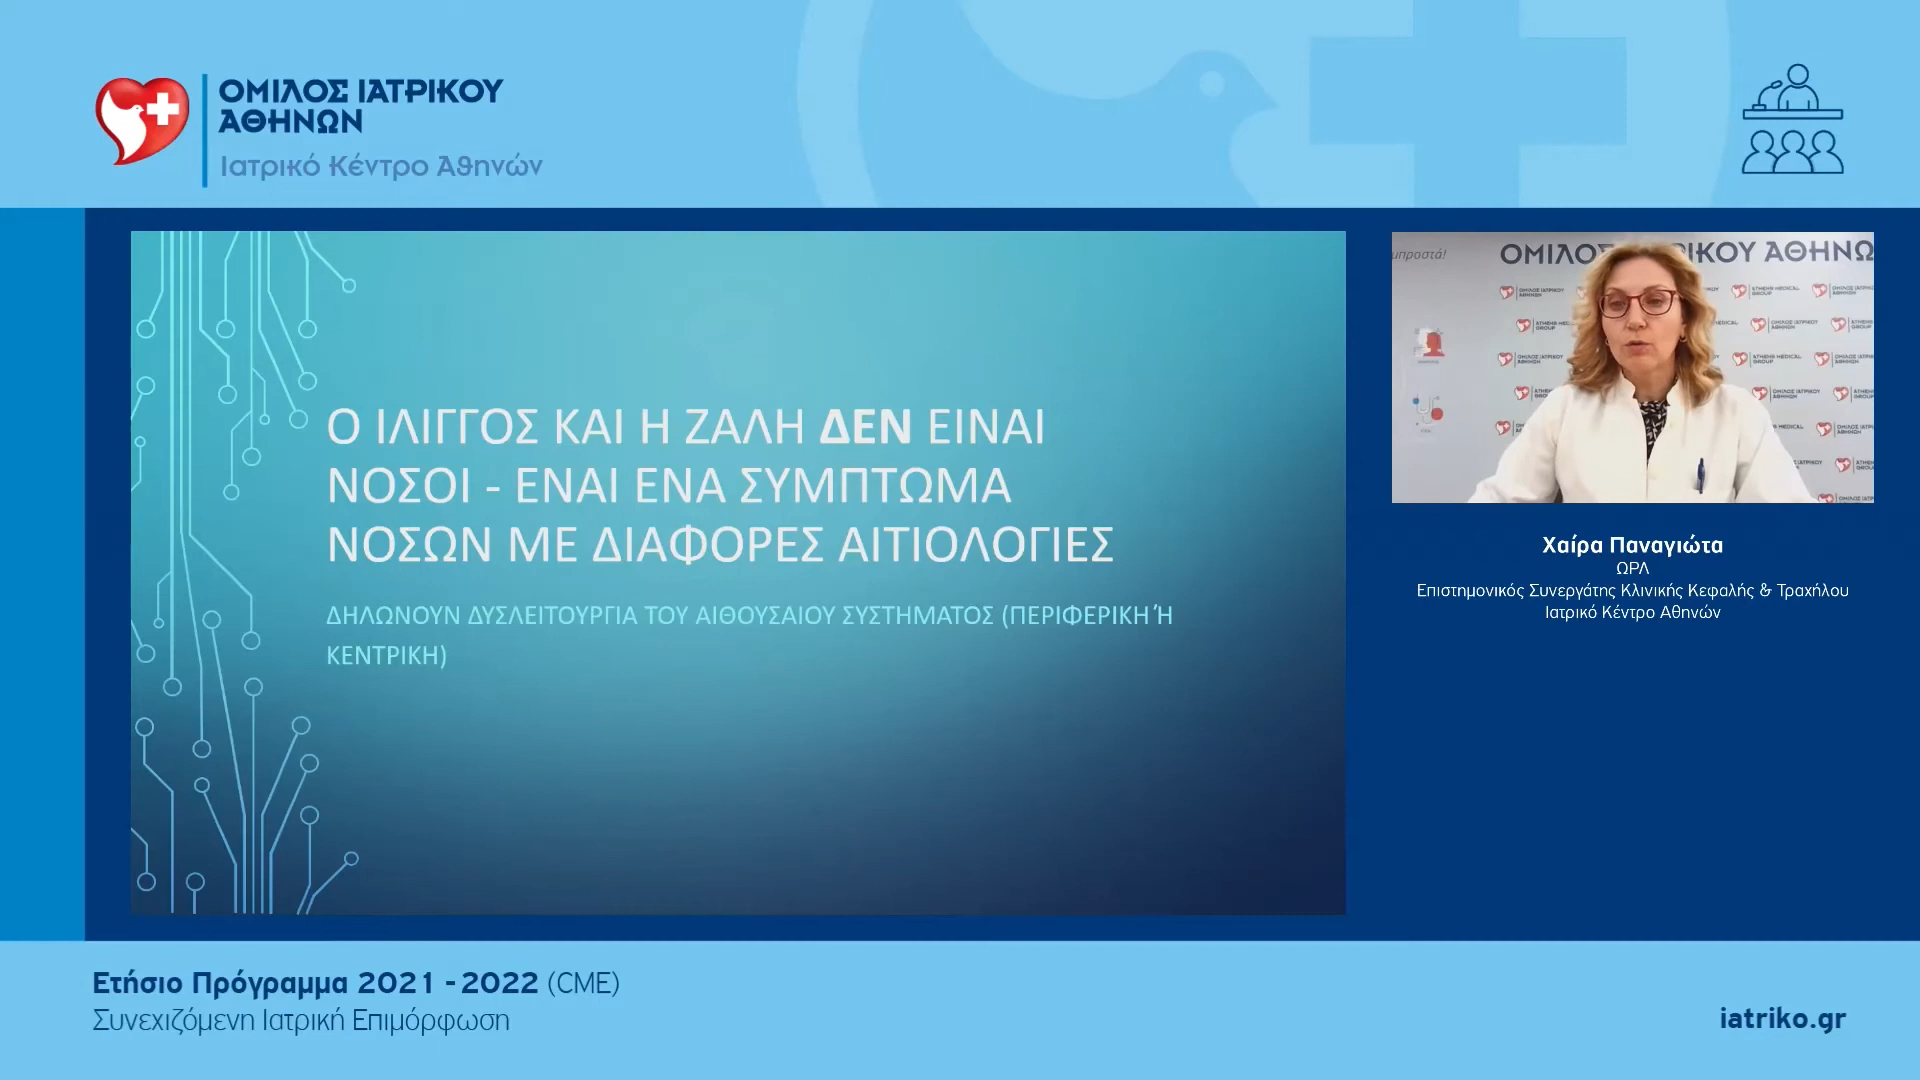 ΟΜΙΛΟΣ ΙΑΤΡΙΚΟΥ
ΑΘΗΝΩΝ
Ιατρικό Κέντρο Αθηνών
Ο ΙΛΙΓΓΟΣ ΚΑΙ Η ΖΑΛΗ ΔΕΝ ΕΙΝΑΙ
ΝΟΣΟΙ - ΕΝΑΙ ΕΝΑ ΣΥΜΠΤΩΜΑ
ΝΟΣΩΝ ΜΕ ΔΙΑΦΟΡΕΣ ΑΙΤΙΟΛΟΓΙΕΣ
ΔΗΛΩΝΟΥΝ ΔΥΣΛΕΙΤΟΥΡΓΙΑ ΤΟΥ ΑΙΘΟΥΣΑΙΟΥ ΣΥΣΤΗΜΑΤΟΣ (ΠΕΡΙΦΕΡΙΚΗ Ή
ΚΕΝΤΡΙΚΗ)
Χαίρα Παναγιώτα
ΩΡΛ
Επιστημονικός Συνεργάτης Κλινικής Κεφαλής & Τραχήλου
Ιατρικό Κέντρο Αθηνών
Ετήσιο Πρόγραμμα 2021 - 2022 (CME)
Συνεχιζόμενη Ιατρική Επιμόρφωση
iatriko.gr